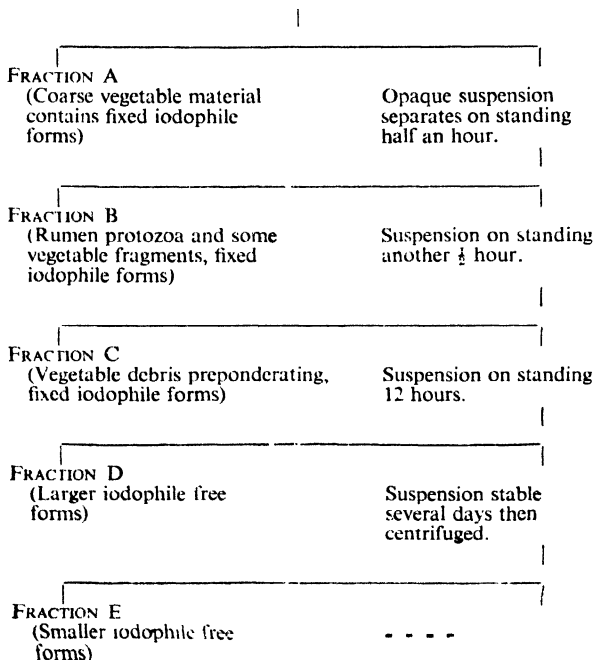 FRACTION A
(Coarse vegetable material
contains fixed iodophile
forms)
Opaque suspension
separates on standing
half an hour.
FRACTION B
(Rumen protozoa and some
vegetable fragments, fixed
iodophile forms)
Suspension on standing
another ½ hour.
FRACTION C
(Vegetable debris preponderating,
fixed iodophile forms)
Suspension on standing
12 hours.
FRACTION D
(Larger iodophile free
forms)
Suspension stable
several days then
centrifuged.
FRACTION E
(Smaller iodophile free
forms)
- - - -